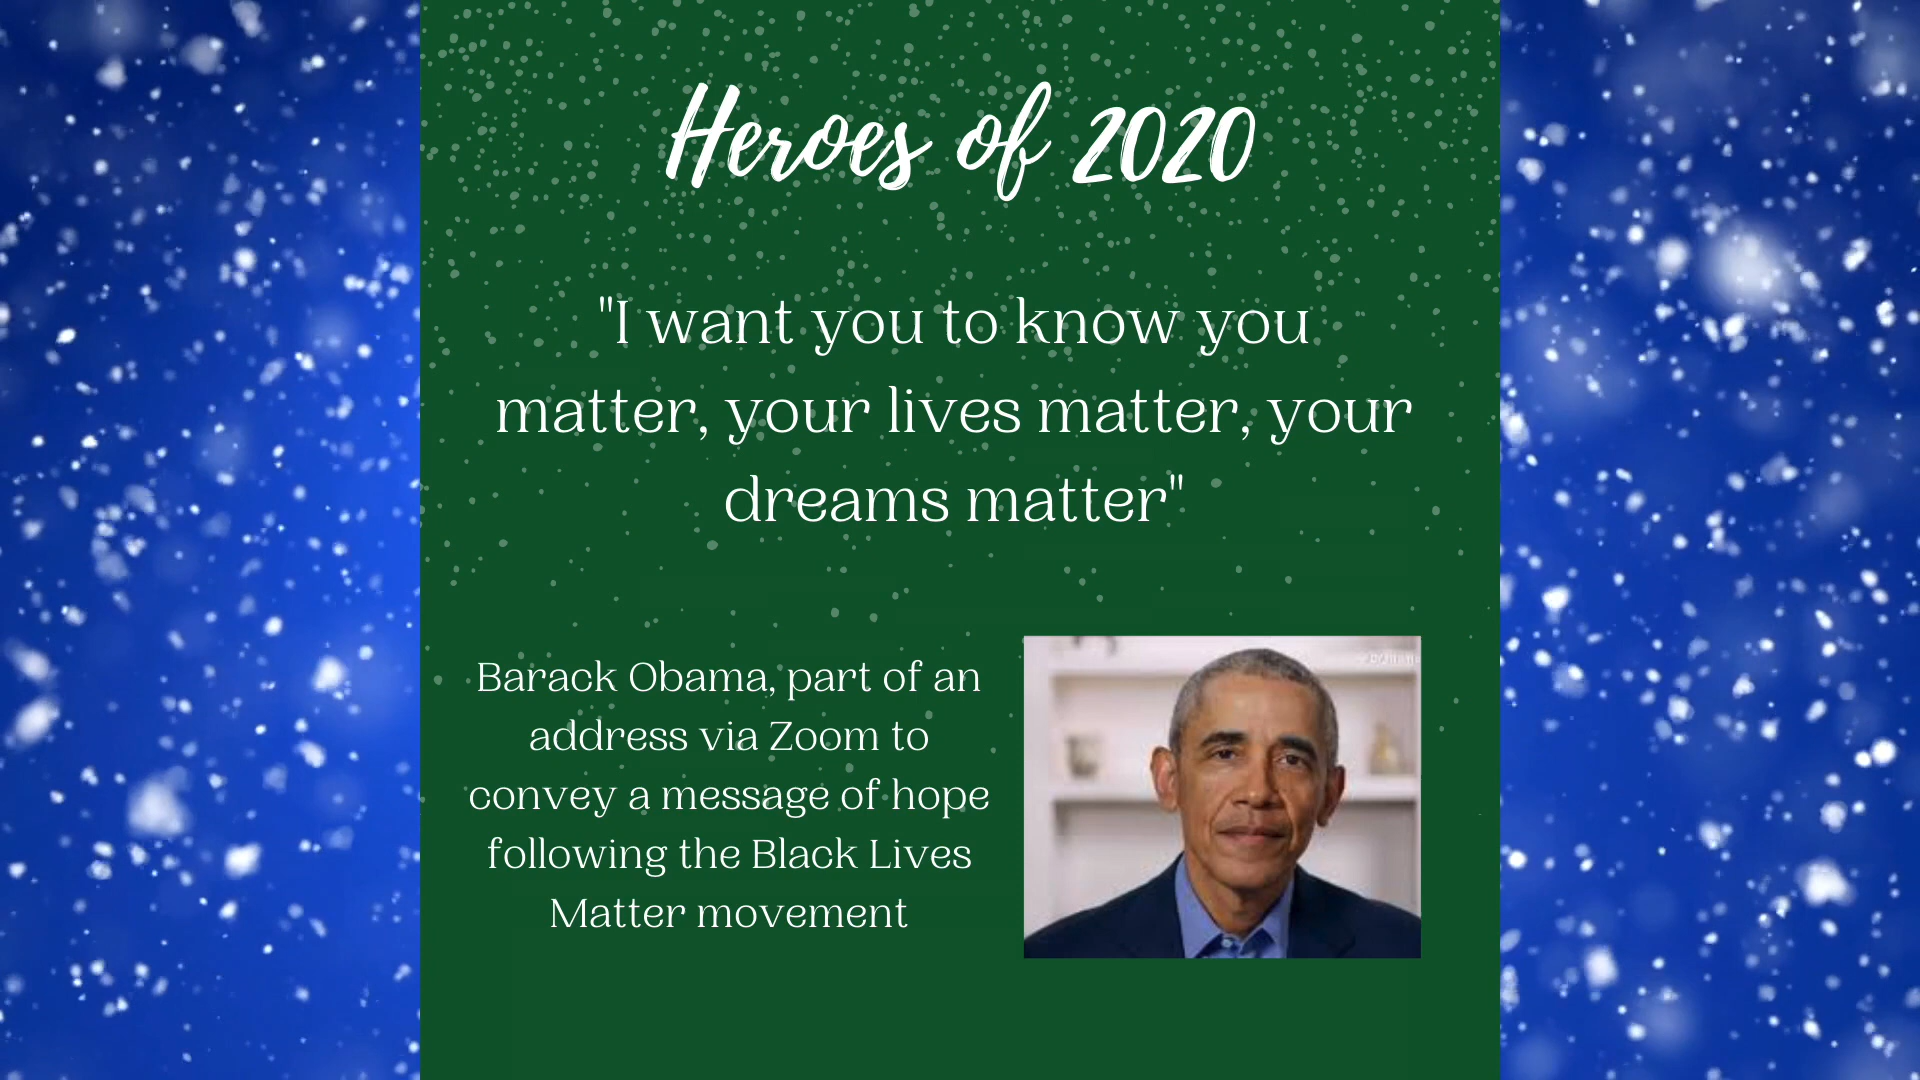 Heroes of 2020
"I want you to know you
matter, your lives matter, your
dreams matter"
Barack Obama, part of an
address via Zoom to
convey a message of hope
following the Black Lives
Matter movement